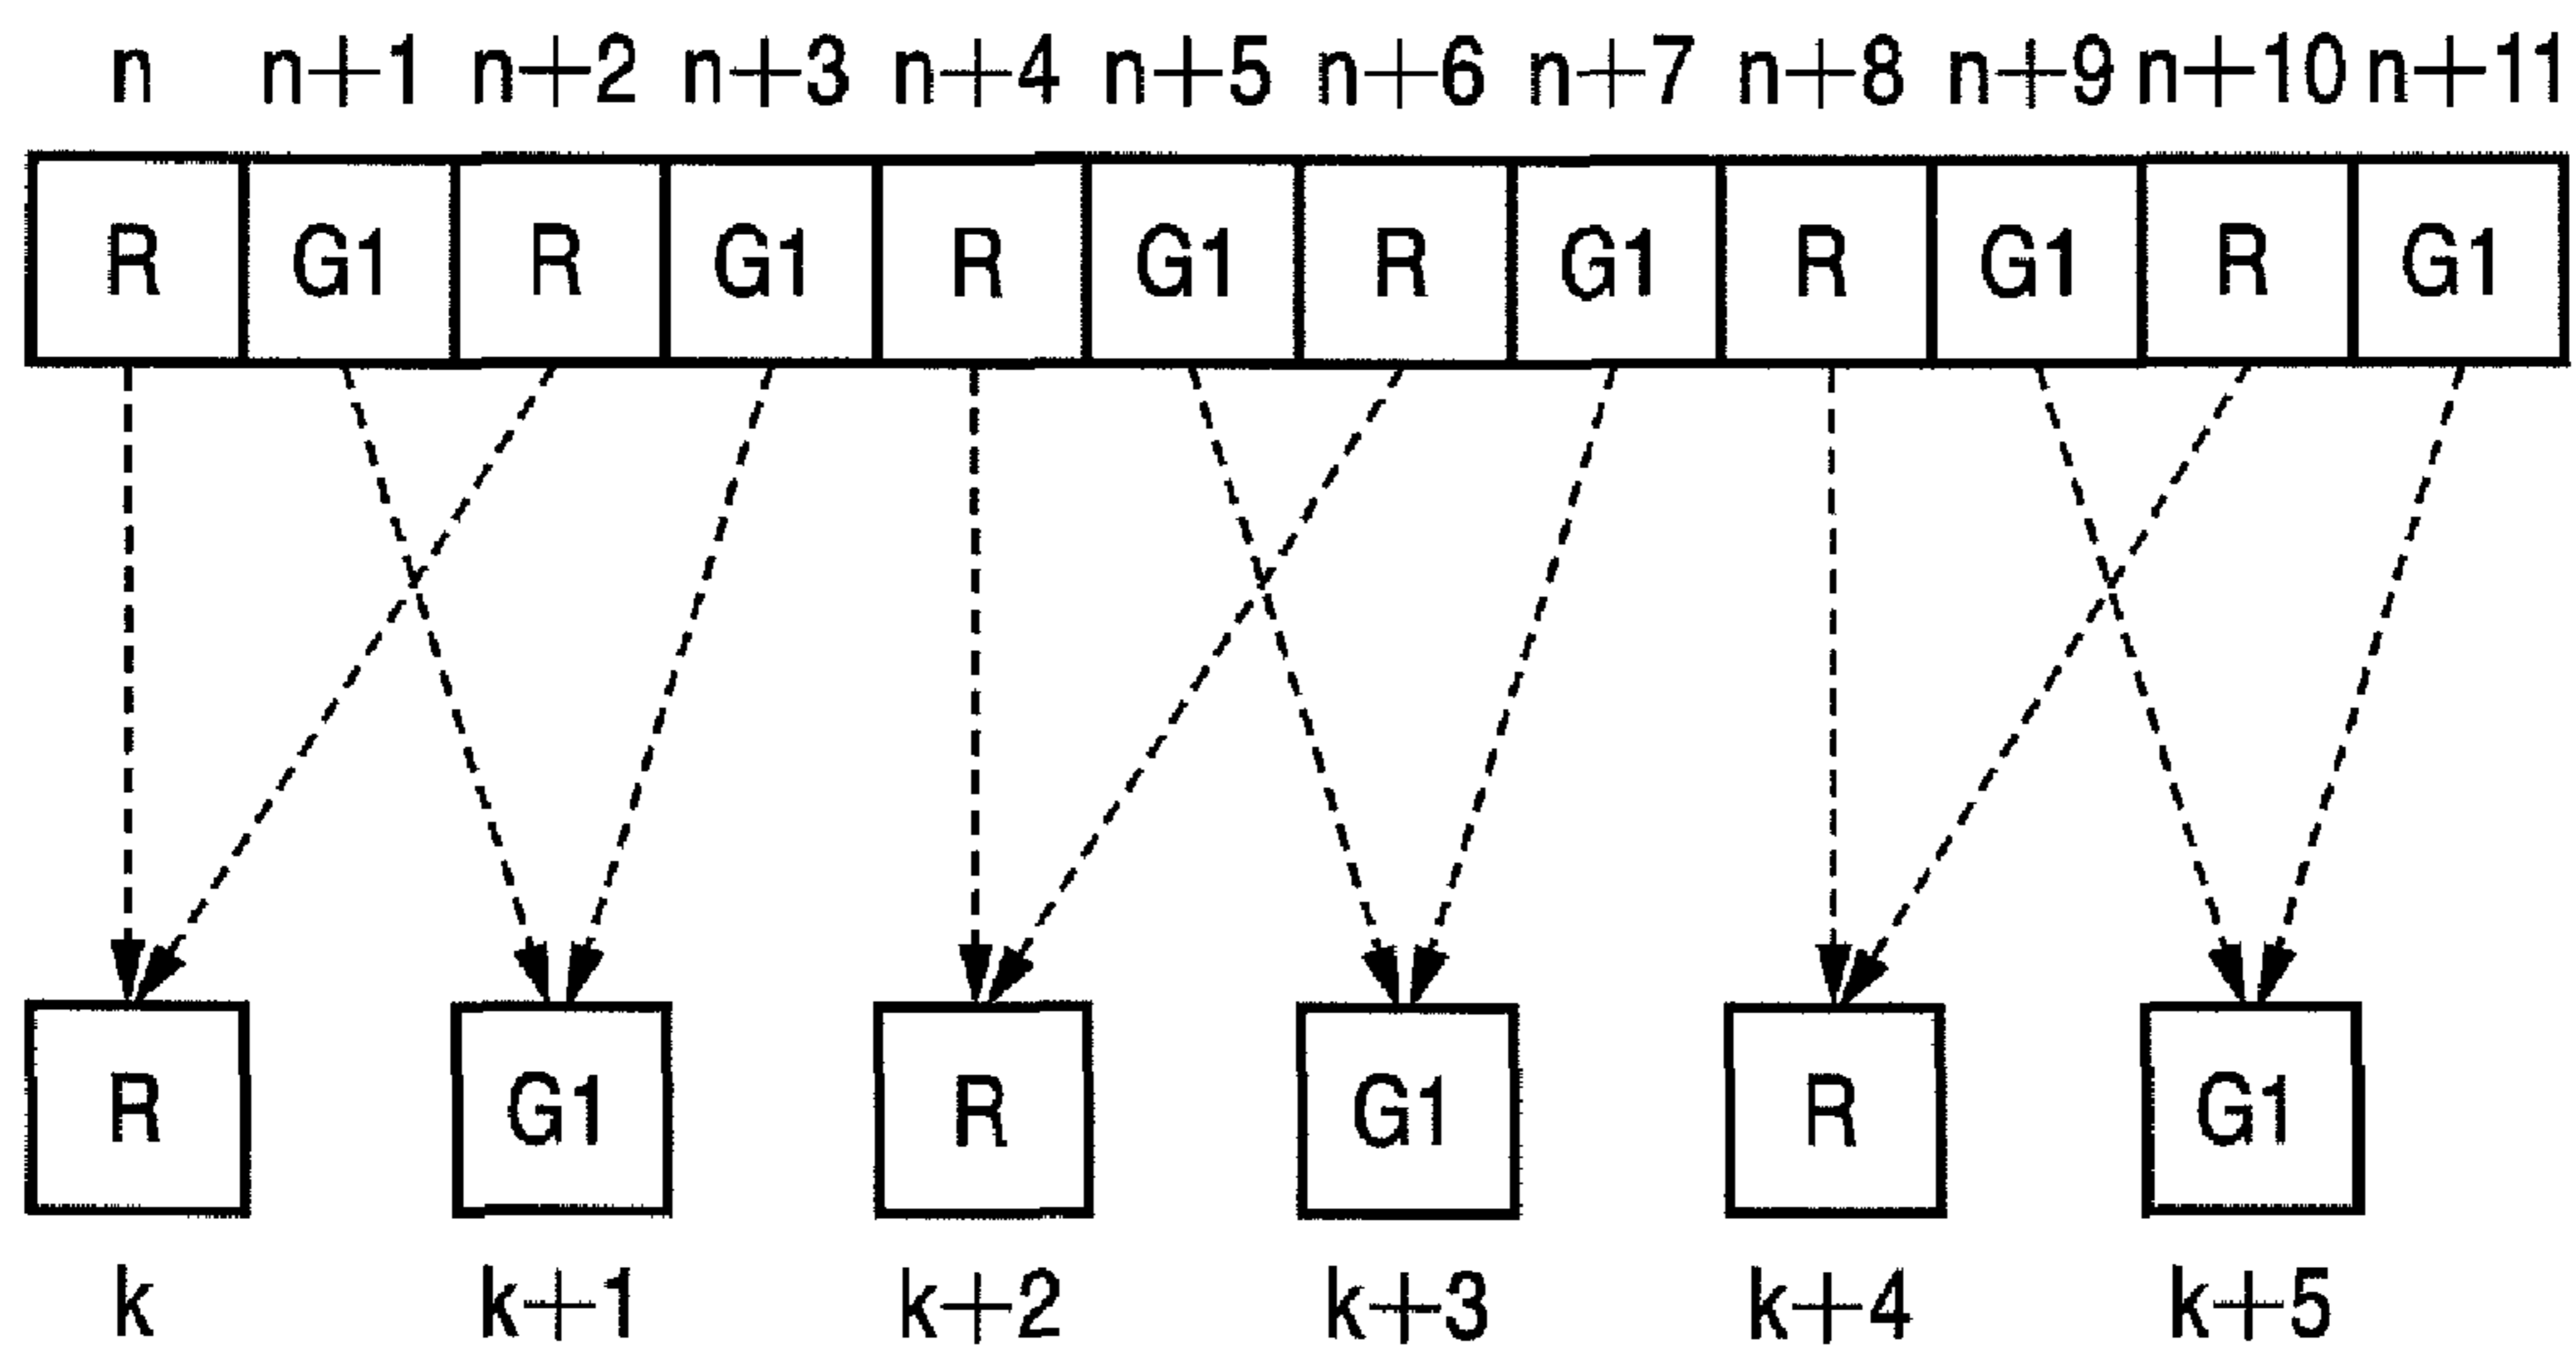 n n+1 n+2 n+3 n+4 n+5 n+6 n+7 n+8 n+9 n+10 n+11
R G1 R G1 R G1 R G1 R G1 R G1
R G1 R G1 R G1
k k+1 k+2 k+3 k+4 k+5